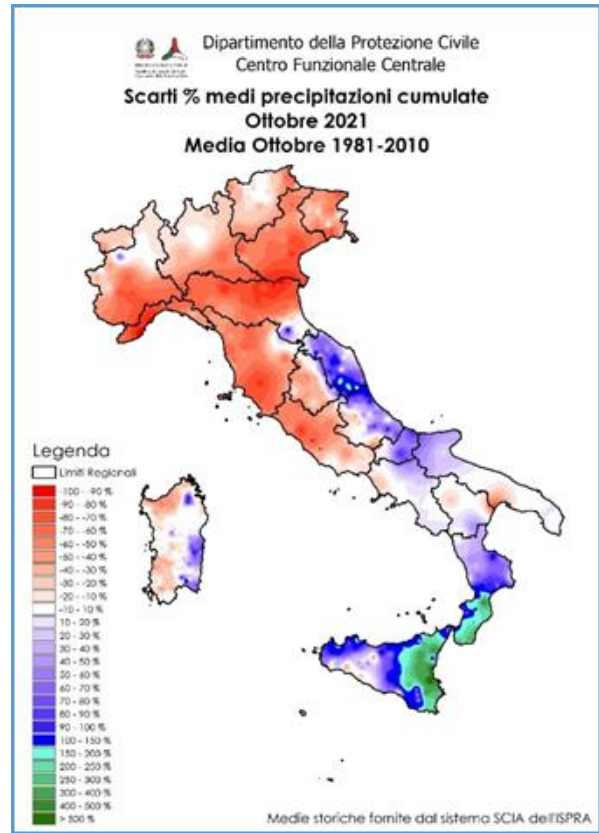 Dipartimento della Protezione Civile
Centro Funzionale Centrale
Scarti % medi precipitazioni cumulate
Ottobre 2021
Media Ottobre 1981-2010
Legenda
Limiti Regionali
-100 - -90 %
-90 - -80 %
-80 - -70 %
-70 - -60 %
-60 - -50 %
-50 - -40 %
-40 - -30 %
-30 - -20 %
-20 - -10 %
-10 - 10 %
10 - 20 %
20 - 30 %
30 - 40 %
40 - 50 %
50 - 60 %
60 - 70 %
70 - 80 %
80 - 90 %
90 - 100 %
100 - 150 %
150 - 200 %
200 - 250 %
250 - 300 %
300 - 400 %
400 - 500 %
> 500 %
Medie storiche fornite dal sistema SCIA dell'ISPRA